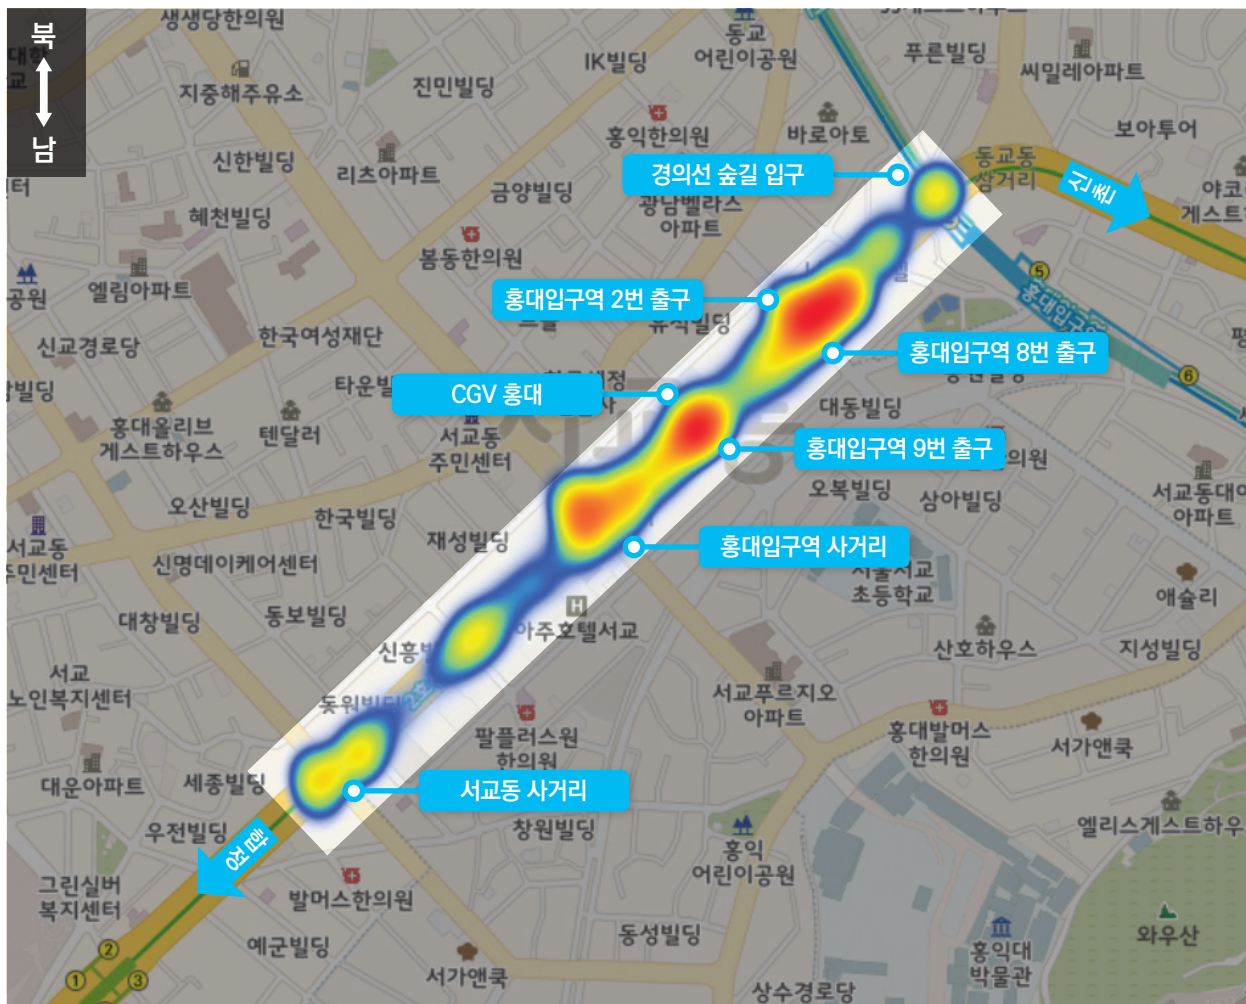 북
남
생생당한의원
동교
어린이공원
IK빌딩
푸른빌딩
씨밀레아파트
지중해주유소
진민빌딩
홍익한의원
바로아토
보아투어
신한빌딩
리츠아파트
금양빌딩
경의선 숲길 입구
동교동
삼거리
신촌
광남벨라스
아파트
혜천빌딩
봄동한의원
공원
엘림아파트
홍대입구역 2번 출구
5
신교경로당
한국여성재단
홍대입구역 8번 출구
6
타운빌
CGV 홍대
대동빌딩
홍대올리브
게스트하우스
텐달러
서교동
주민센터
홍대입구역 9번 출구
오산빌딩
한국빌딩
오복빌딩
삼아빌딩
재성빌딩
홍대입구역 사거리
서교동
주민센터
신명데이케어센터
서울서교
초등학교
애슐리
대창빌딩
동보빌딩
H
아주호텔서교
산호하우스
지성빌딩
서교
노인복지센터
신흥빌
동원빌딩
2호
서교푸르지오
아파트
팔플러스원
한의원
홍대발머스
한의원
서가앤쿡
대운아파트
세종빌딩
서교동 사거리
우전빌딩
창원빌딩
홍익
어린이공원
엘리스게스트하우
합정
그린실버
복지센터
발머스한의원
예군빌딩
동성빌딩
와우산
2
1
3
서가앤쿡
홍익대
박물관
상수경로당